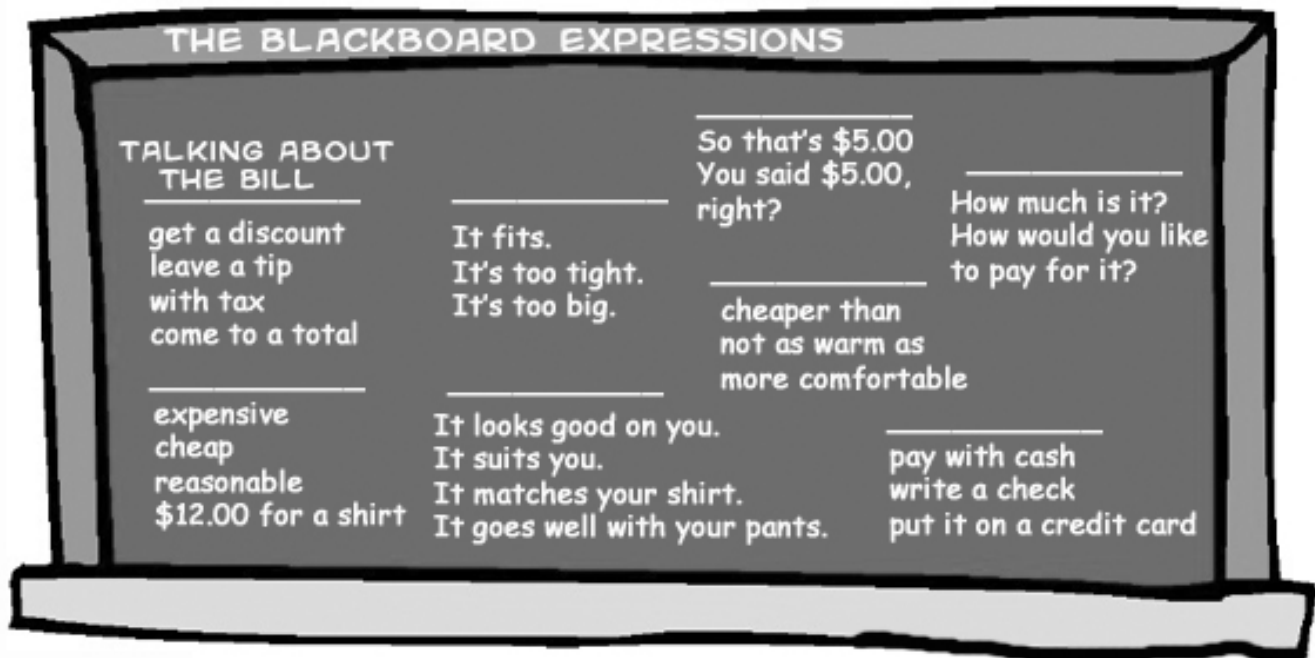 THE BLACKBOARD EXPRESSIONS
TALKING ABOUT
THE BILL
get a discount
leave a tip
with tax
come to a total
expensive
cheap
reasonable
$12.00 for a shirt
It fits.
It's too tight.
It's too big.
It looks good on you.
It suits you.
It matches your shirt.
It goes well with your pants.
So that's $5.00
You said $5.00,
right?
cheaper than
not as warm as
more comfortable
How much is it?
How would you like
to pay for it?
pay with cash
write a check
put it on a credit card